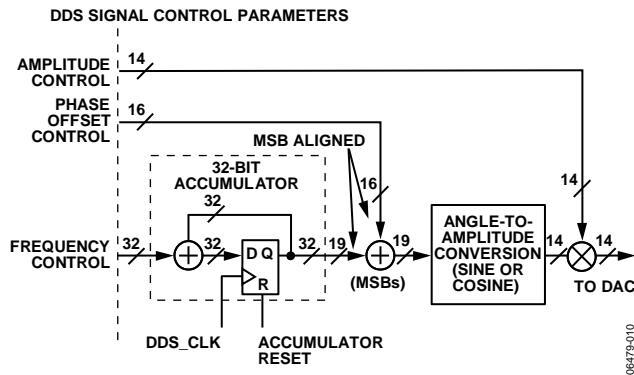 DDS SIGNAL CONTROL PARAMETERS
AMPLITUDE
CONTROL
14
PHASE
OFFSET
CONTROL
16
MSB ALIGNED
32-BIT
ACCUMULATOR
32
16
14
FREQUENCY
CONTROL
32
32
D Q
R
32
19
19
(MSBs)
ANGLE-TO-
AMPLITUDE
CONVERSION
(SINE OR
COSINE)
14
14
TO DAC
DDS_CLK
ACCUMULATOR
RESET
06479-010